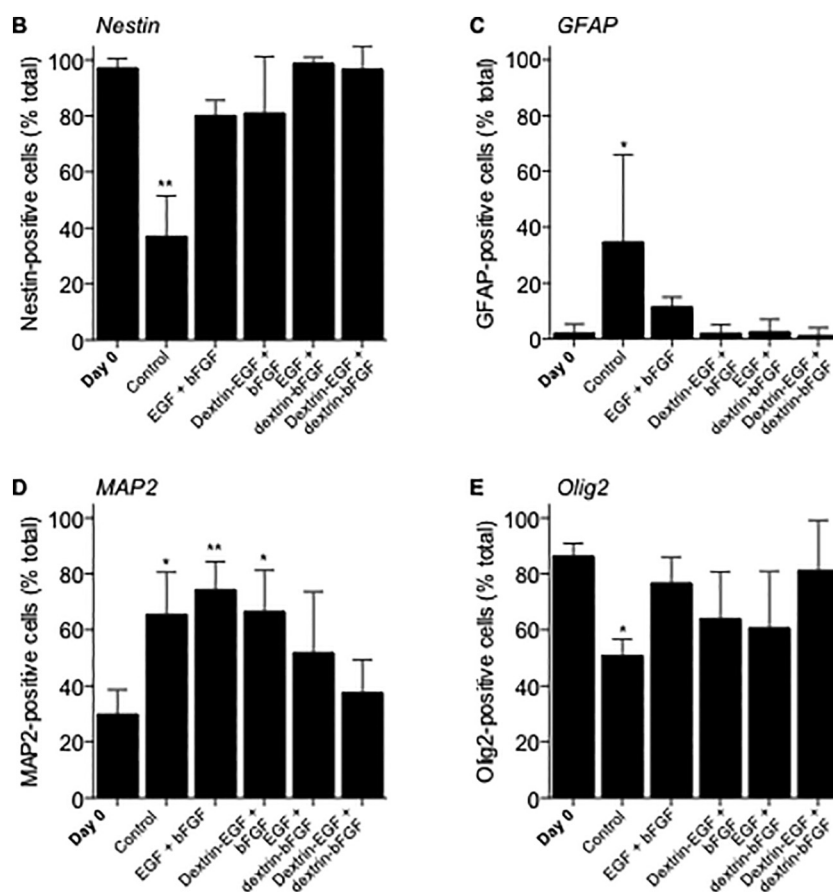 B Nestin
Nestin-positive cells (% total)
100
80
60
40
20
0
**
Day 0
Control
EGF + bFGF
Dextrin-EGF +
bFGF
EGF +
dextrin-bFGF
Dextrin-EGF +
dextrin-bFGF
C GFAP
GFAP-positive cells (% total)
100
80
60
40
20
0
*
Day 0
Control
EGF + bFGF
Dextrin-EGF +
bFGF
EGF +
dextrin-bFGF
Dextrin-EGF +
dextrin-bFGF
D MAP2
MAP2-positive cells (% total)
100
80
60
40
20
0
*
**
*
Day 0
Control
EGF + bFGF
Dextrin-EGF +
bFGF
EGF +
dextrin-bFGF
Dextrin-EGF +
dextrin-bFGF
E Olig2
Olig2-positive cells (% total)
100
80
60
40
20
0
*
Day 0
Control
EGF + bFGF
Dextrin-EGF +
bFGF
EGF +
dextrin-bFGF
Dextrin-EGF +
dextrin-bFGF